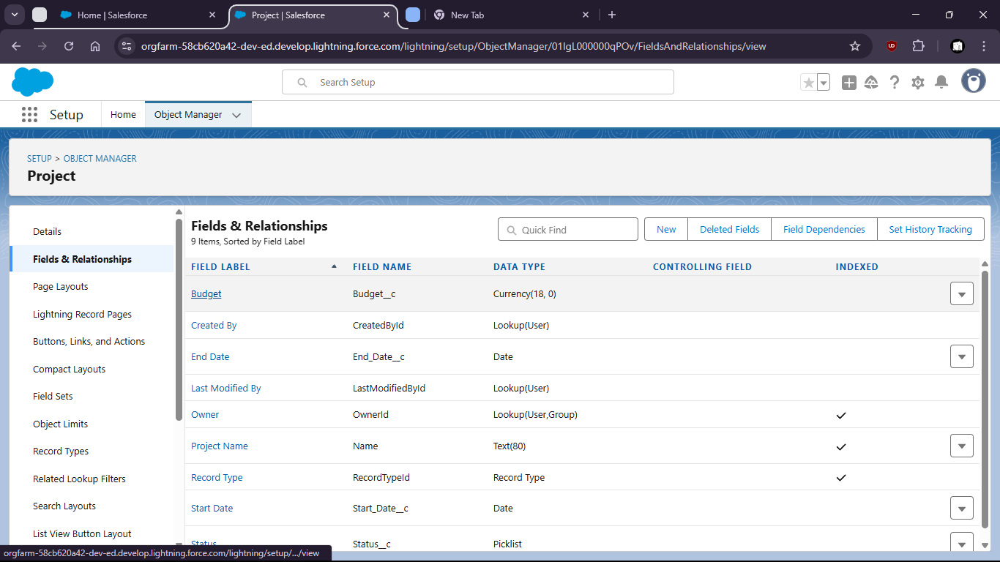 Home | Salesforce
Project | Salesforce
New Tab
orgfarm-58cb620a42-dev-ed.develop.lightning.force.com/lightning/setup/ObjectManager/01IgL000000qPOv/FieldsAndRelationships/view
Search Setup
Setup
Home
Object Manager
SETUP > OBJECT MANAGER
Project
Details
Fields & Relationships
Page Layouts
Lightning Record Pages
Buttons, Links, and Actions
Compact Layouts
Field Sets
Object Limits
Record Types
Related Lookup Filters
Search Layouts
List View Button Layout
Fields & Relationships
9 Items, Sorted by Field Label
Quick Find
New
Deleted Fields
Field Dependencies
Set History Tracking
FIELD LABEL FIELD NAME DATA TYPE CONTROLLING FIELD INDEXED
Budget Budget__c Currency(18, 0)
Created By CreatedById Lookup(User)
End Date End_Date__c Date
Last Modified By LastModifiedById Lookup(User)
Owner OwnerId Lookup(User,Group)
Project Name Name Text(80)
Record Type RecordTypeId Record Type
Start Date Start_Date__c Date
Status Status__c Picklist
orgfarm-58cb620a42-dev-ed.develop.lightning.force.com/lightning/setup/.../view